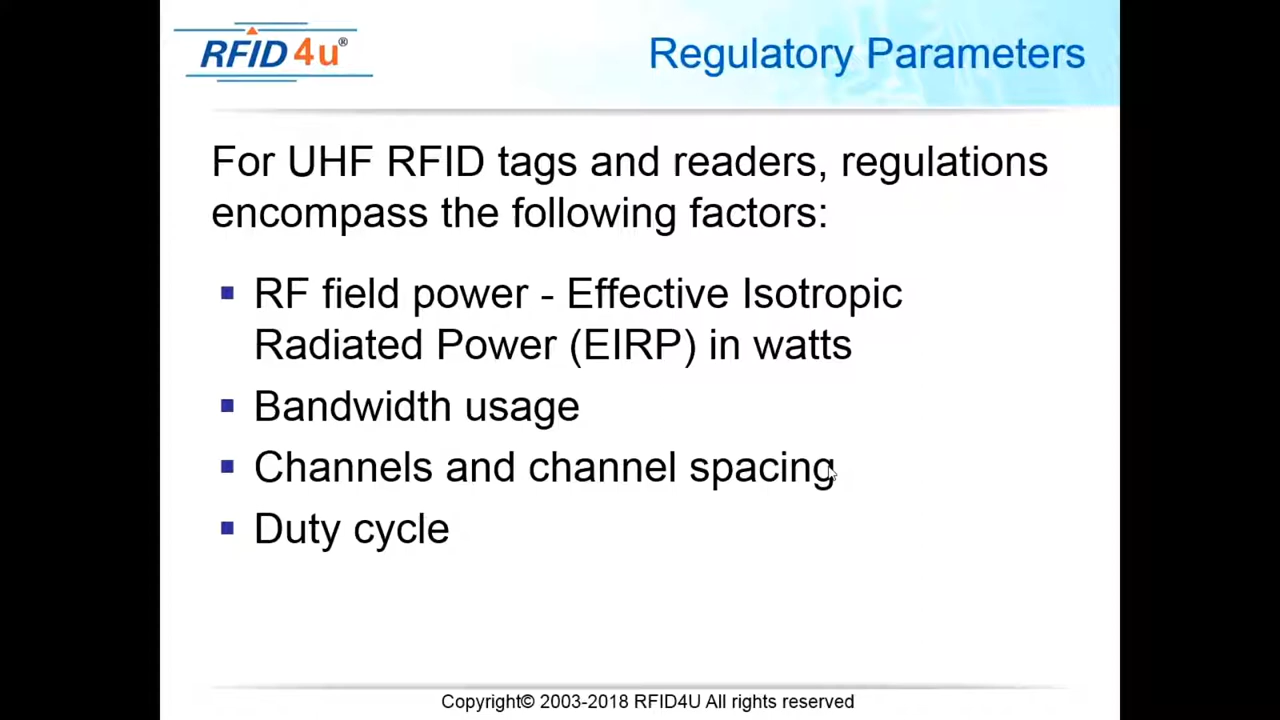 RFID4u®
Regulatory Parameters
For UHF RFID tags and readers, regulations
encompass the following factors:
▪ RF field power - Effective Isotropic
Radiated Power (EIRP) in watts
▪ Bandwidth usage
▪ Channels and channel spacing
▪ Duty cycle
Copyright© 2003-2018 RFID4U All rights reserved